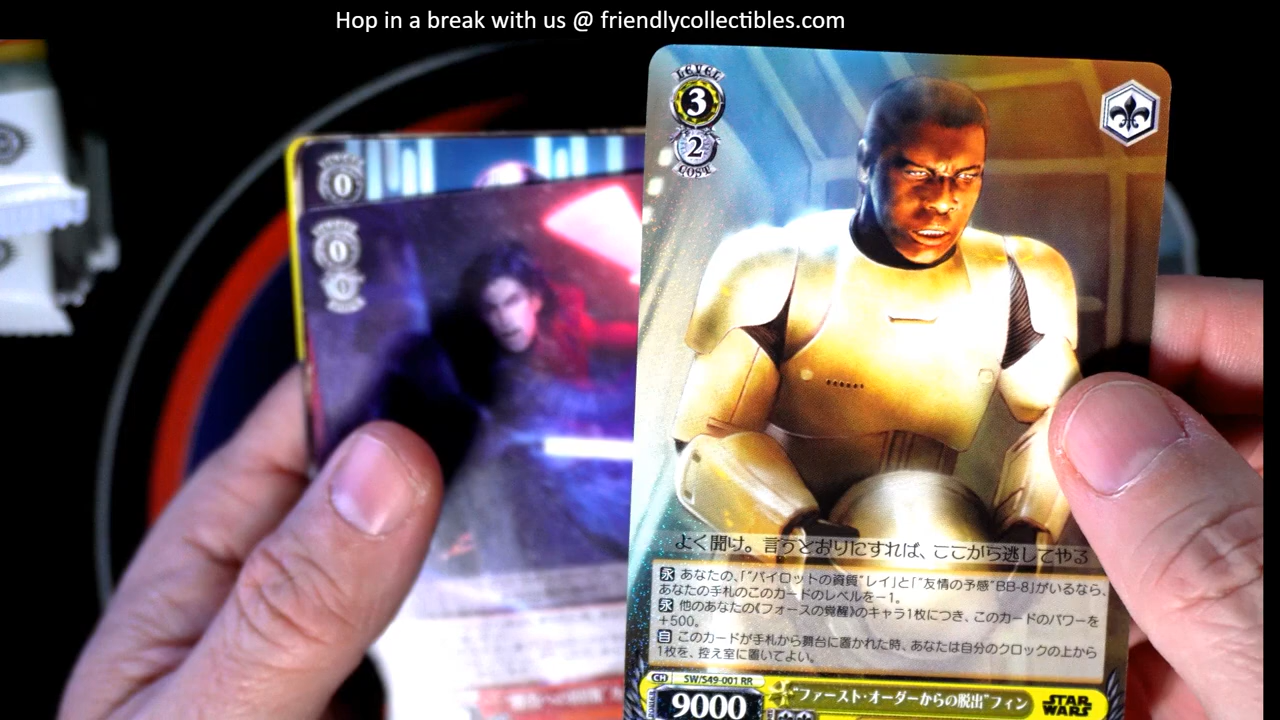 Hop in a break with us @ friendlycollectibles.com
LEVEL
3
2
COST
0
0
0
よく聞け。言うとおりにすれば、ここから逃してやる
永 あなたの、「“パイロットの資質”レイ」と「“友情の予感”BB-8」がいるなら、
あなたの手札のこのカードのレベルを－1。
永 他のあなたの《フォースの覚醒》のキャラ1枚につき、このカードのパワーを
＋500。
自 このカードが手札から舞台に置かれた時、あなたは自分のクロックの上から
1枚を、控え室に置いてよい。
CH SW/S49-001 RR
9000
“ファースト・オーダーからの脱出”フィン
STAR
WARS